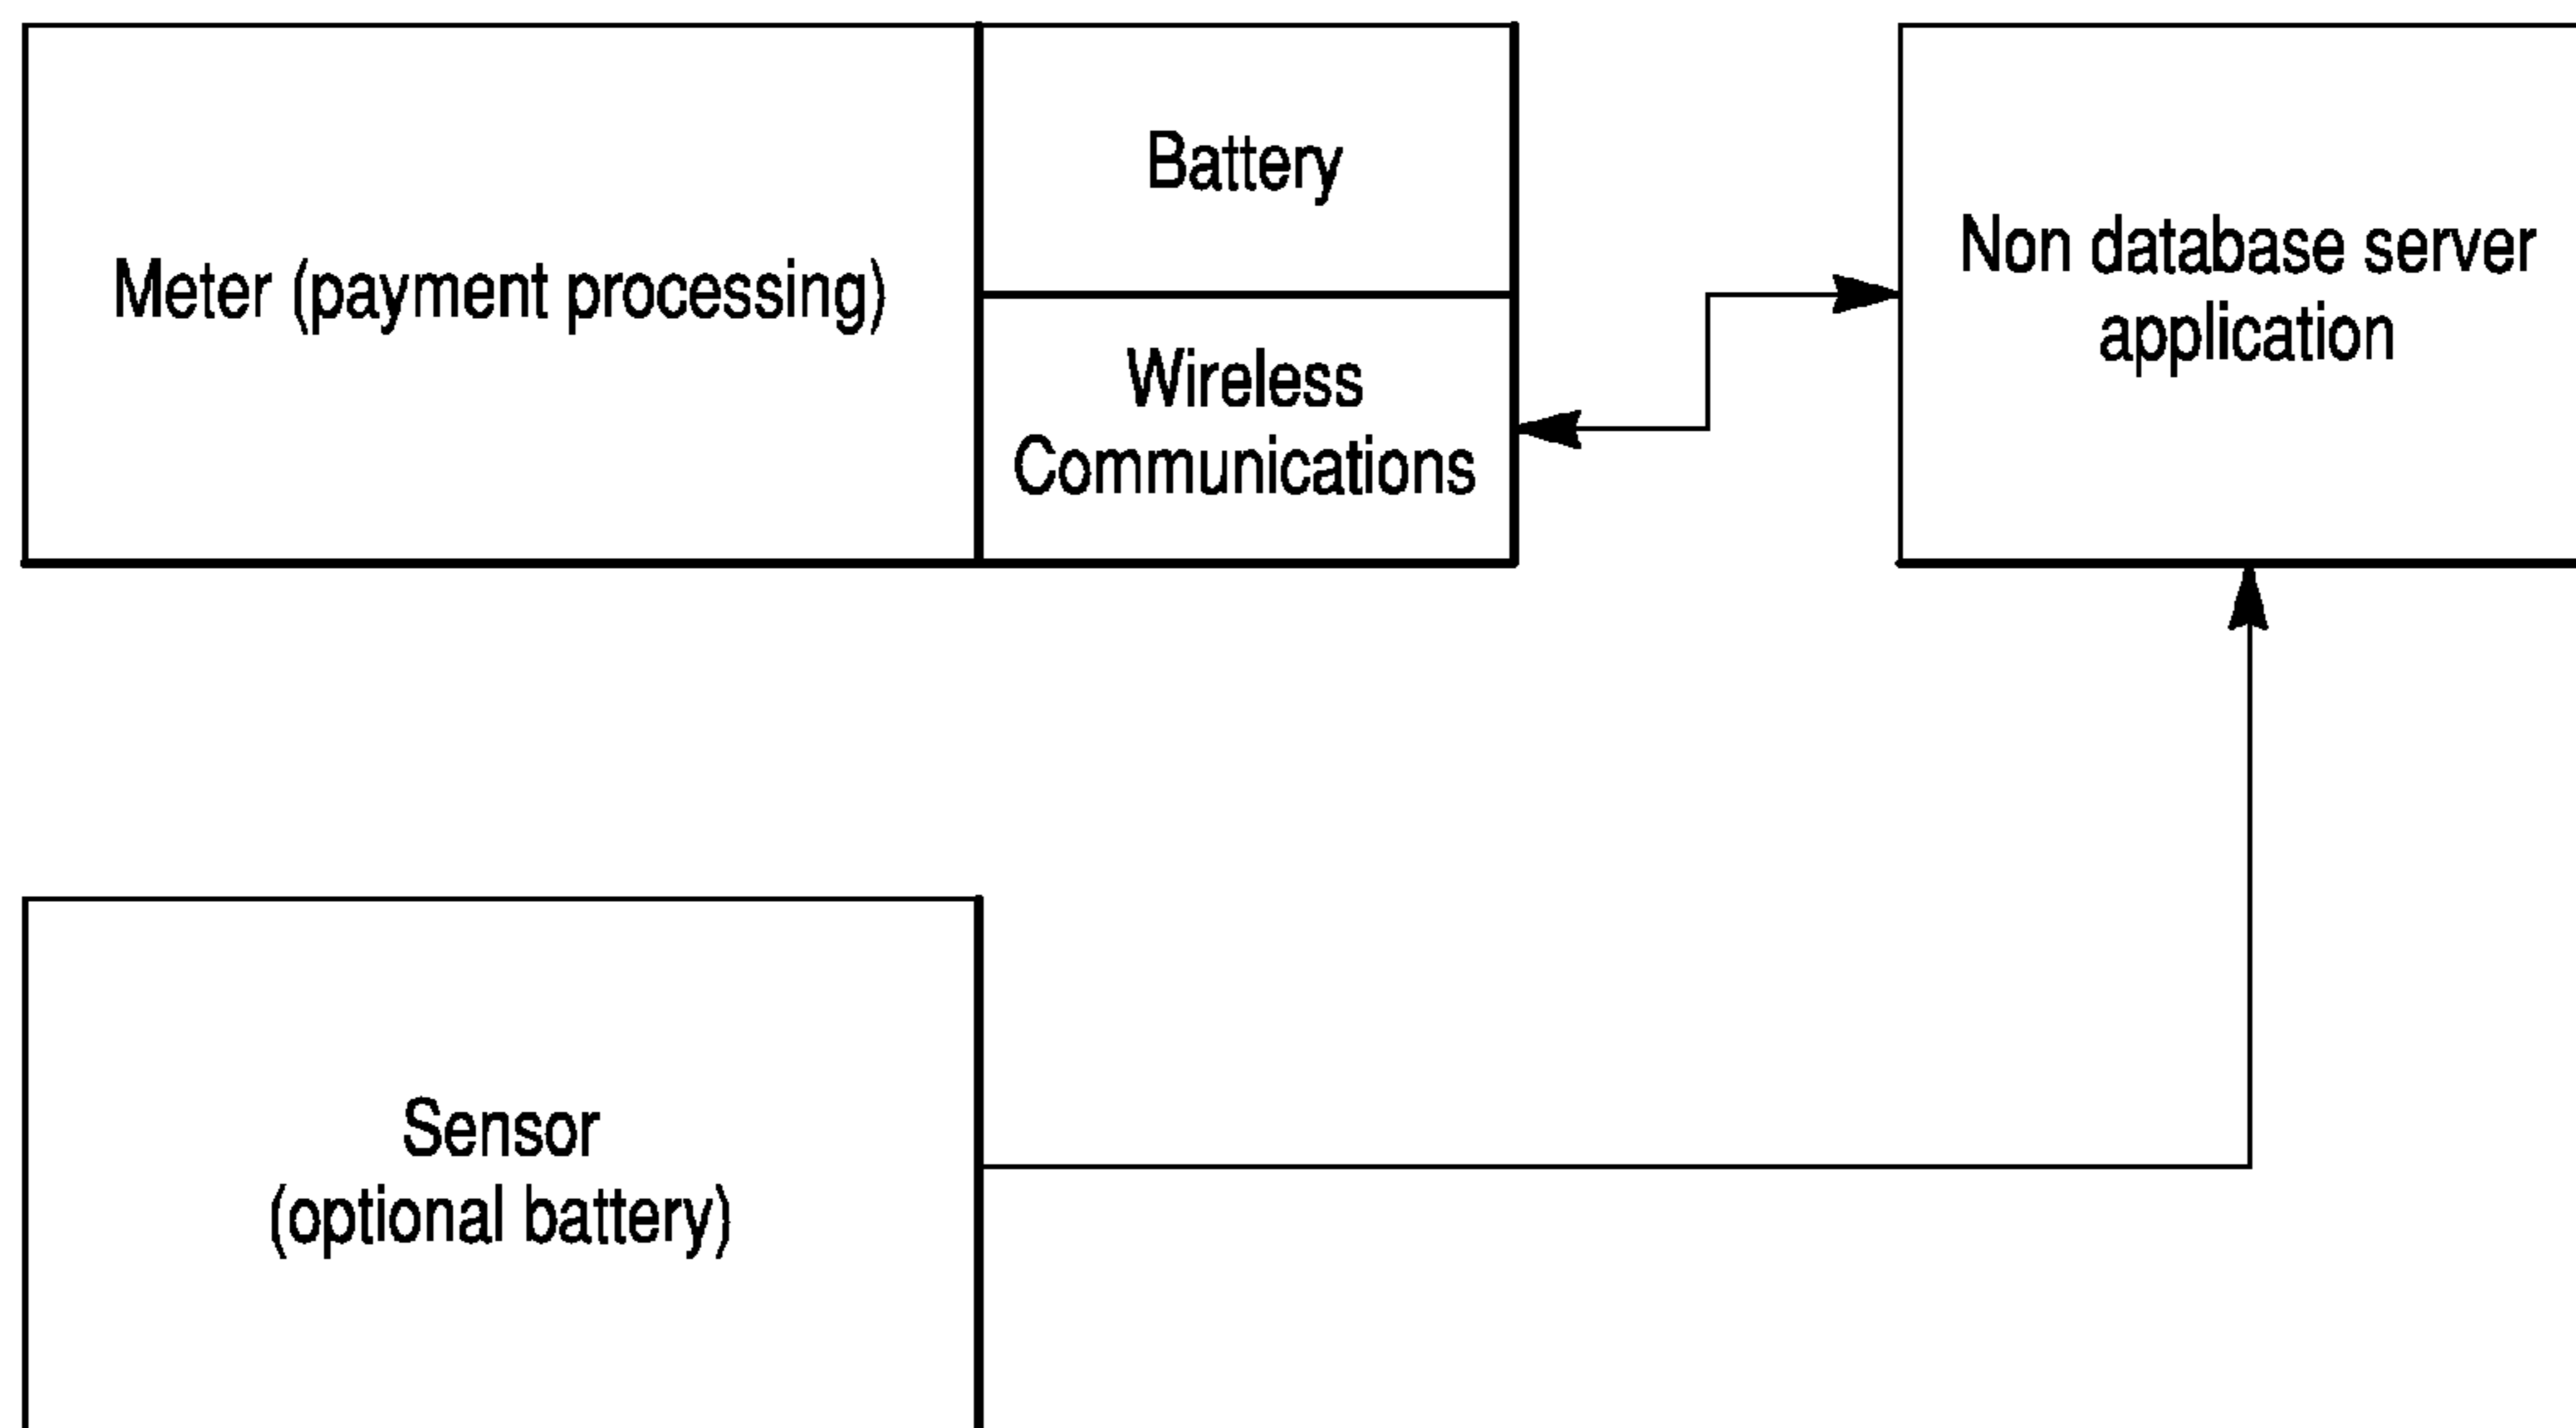 Meter (payment processing)
Battery
Wireless
Communications
Non database server
application
Sensor
(optional battery)